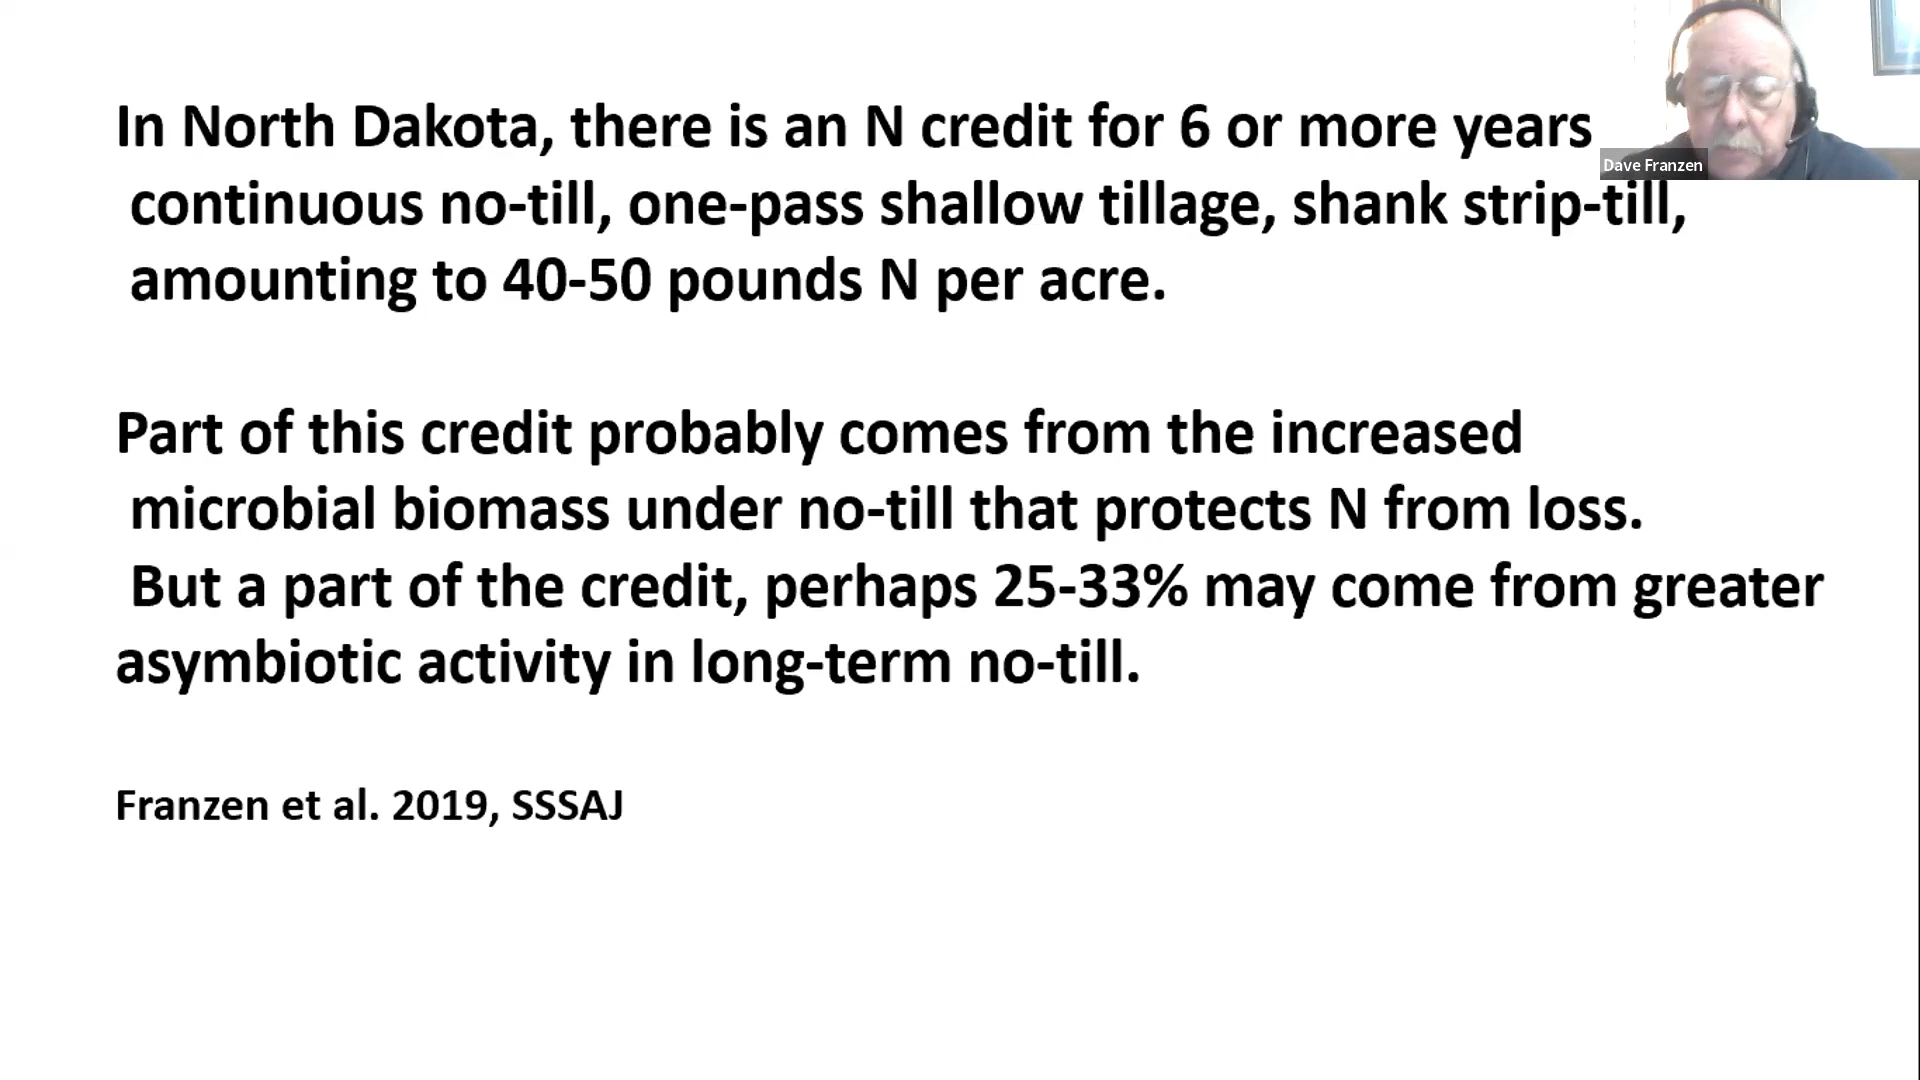 In North Dakota, there is an N credit for 6 or more years
continuous no-till, one-pass shallow tillage, shank strip-till,
amounting to 40-50 pounds N per acre.
Part of this credit probably comes from the increased
microbial biomass under no-till that protects N from loss.
But a part of the credit, perhaps 25-33% may come from greater
asymbiotic activity in long-term no-till.
Franzen et al. 2019, SSSAJ
Dave Franzen